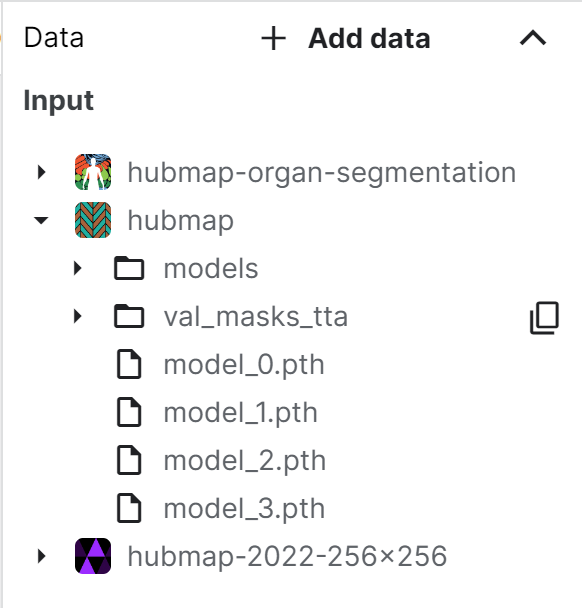 Data
Add data
Input
hubmap-organ-segmentation
hubmap
models
val_masks_tta
model_0.pth
model_1.pth
model_2.pth
model_3.pth
hubmap-2022-256×256